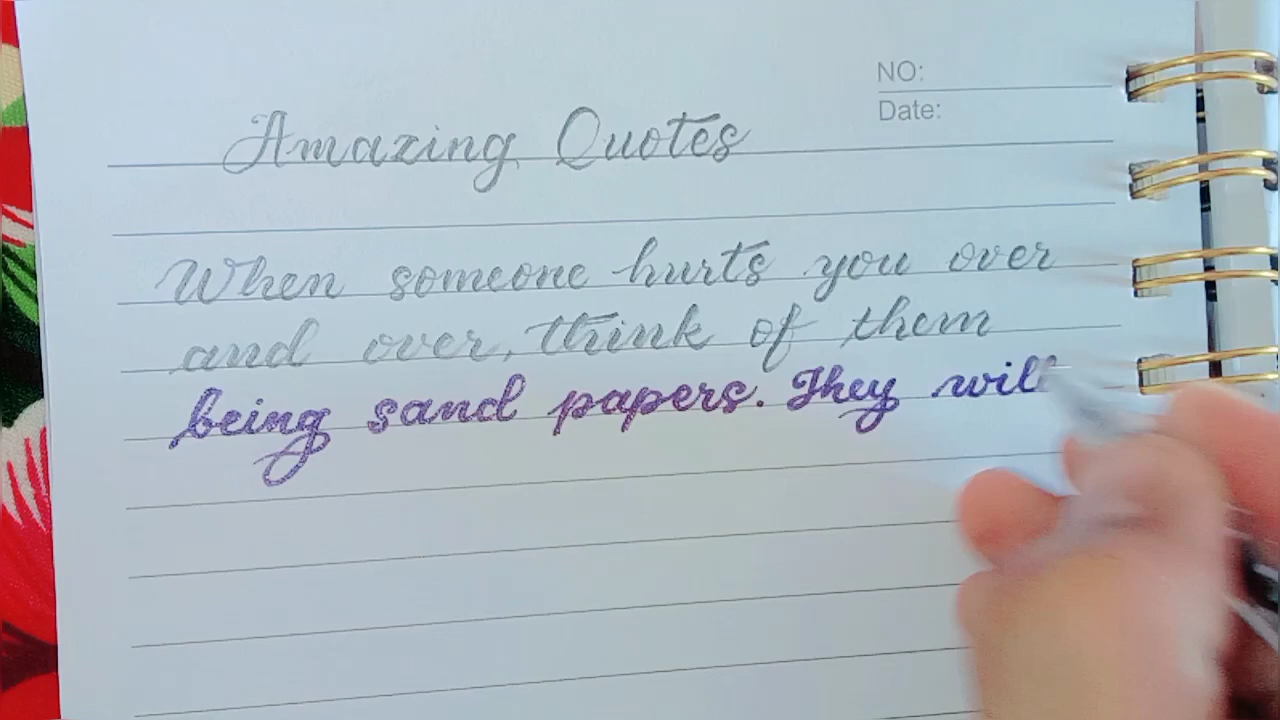 NO:
Date:
Amazing Quotes
When someone hurts you over
and over, think of them
being sand papers. They will